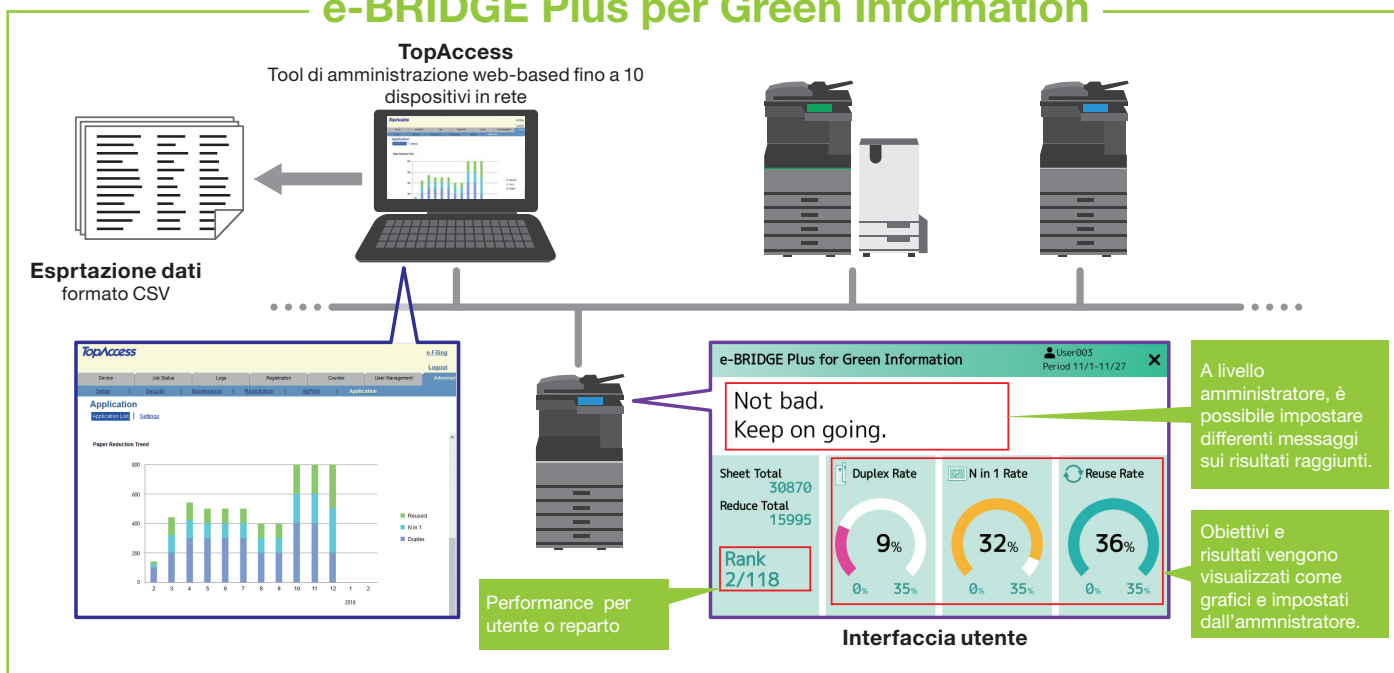 e-BRIDGE Plus per Green Information
TopAccess
Tool di amministrazione web-based fino a 10
dispositivi in rete
Esprtazione dati
formato CSV
TopAccess
e-Filing
Logout
Device
Job Status
Logs
Registration
Counter
User Management
Administ
Setup | Security | Maintenance | Registration | AirPrint | Application
Application
Application List | Settings
Paper Reduction Trend
800
600
400
200
0
2 3 4 5 6 7 8 9 10 11 12 1 2
2018
Reused
N in 1
Duplex
e-BRIDGE Plus for Green Information
User003
Period 11/1-11/27
Not bad.
Keep on going.
Sheet Total
30870
Reduce Total
15995
Rank
2/118
Duplex Rate
9%
0% 35%
N in 1 Rate
32%
0% 35%
Reuse Rate
36%
0% 35%
Interfaccia utente
A livello
amministratore, è
possibile impostare
differenti messaggi
sui risultati raggiunti.
Obiettivi e
risultati vengono
visualizzati come
grafici e impostati
dall'ammnistratore.
Performance per
utente o reparto